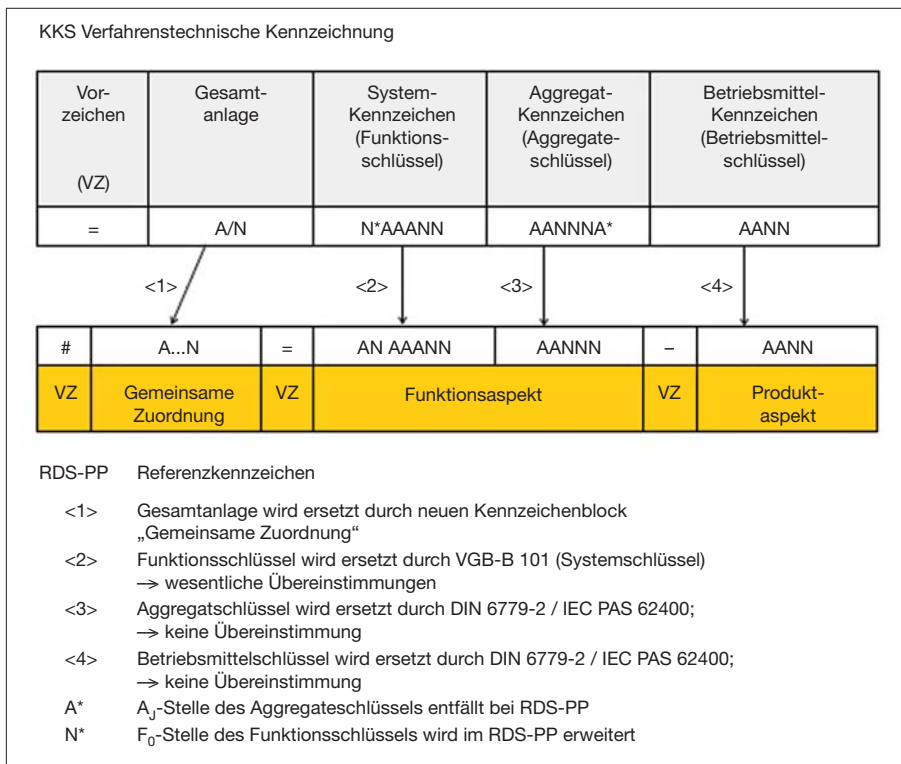 KKS Verfahrenstechnische Kennzeichnung
Vor-
zeichen
(VZ)
Gesamt-
anlage
System-
Kennzeichen
(Funktions-
schlüssel)
Aggregat-
Kennzeichen
(Aggregate-
schlüssel)
Betriebsmittel-
Kennzeichen
(Betriebsmittel-
schlüssel)
= A/N N*AAANN AANNNA* AANN
<1> <2> <3> <4>
# A...N = AN AAANN AANNN – AANN
VZ Gemeinsame
Zuordnung
VZ Funktionsaspekt VZ Produkt-
aspekt
RDS-PP Referenzkennzeichen
<1> Gesamtanlage wird ersetzt durch neuen Kennzeichenblock
„Gemeinsame Zuordnung“
<2> Funktionsschlüssel wird ersetzt durch VGB-B 101 (Systemschlüssel)
–> wesentliche Übereinstimmungen
<3> Aggregatschlüssel wird ersetzt durch DIN 6779-2 / IEC PAS 62400;
–> keine Übereinstimmung
<4> Betriebsmittelschlüssel wird ersetzt durch DIN 6779-2 / IEC PAS 62400;
–> keine Übereinstimmung
A* AJ-Stelle des Aggregateschlüssels entfällt bei RDS-PP
N* F0-Stelle des Funktionsschlüssels wird im RDS-PP erweitert